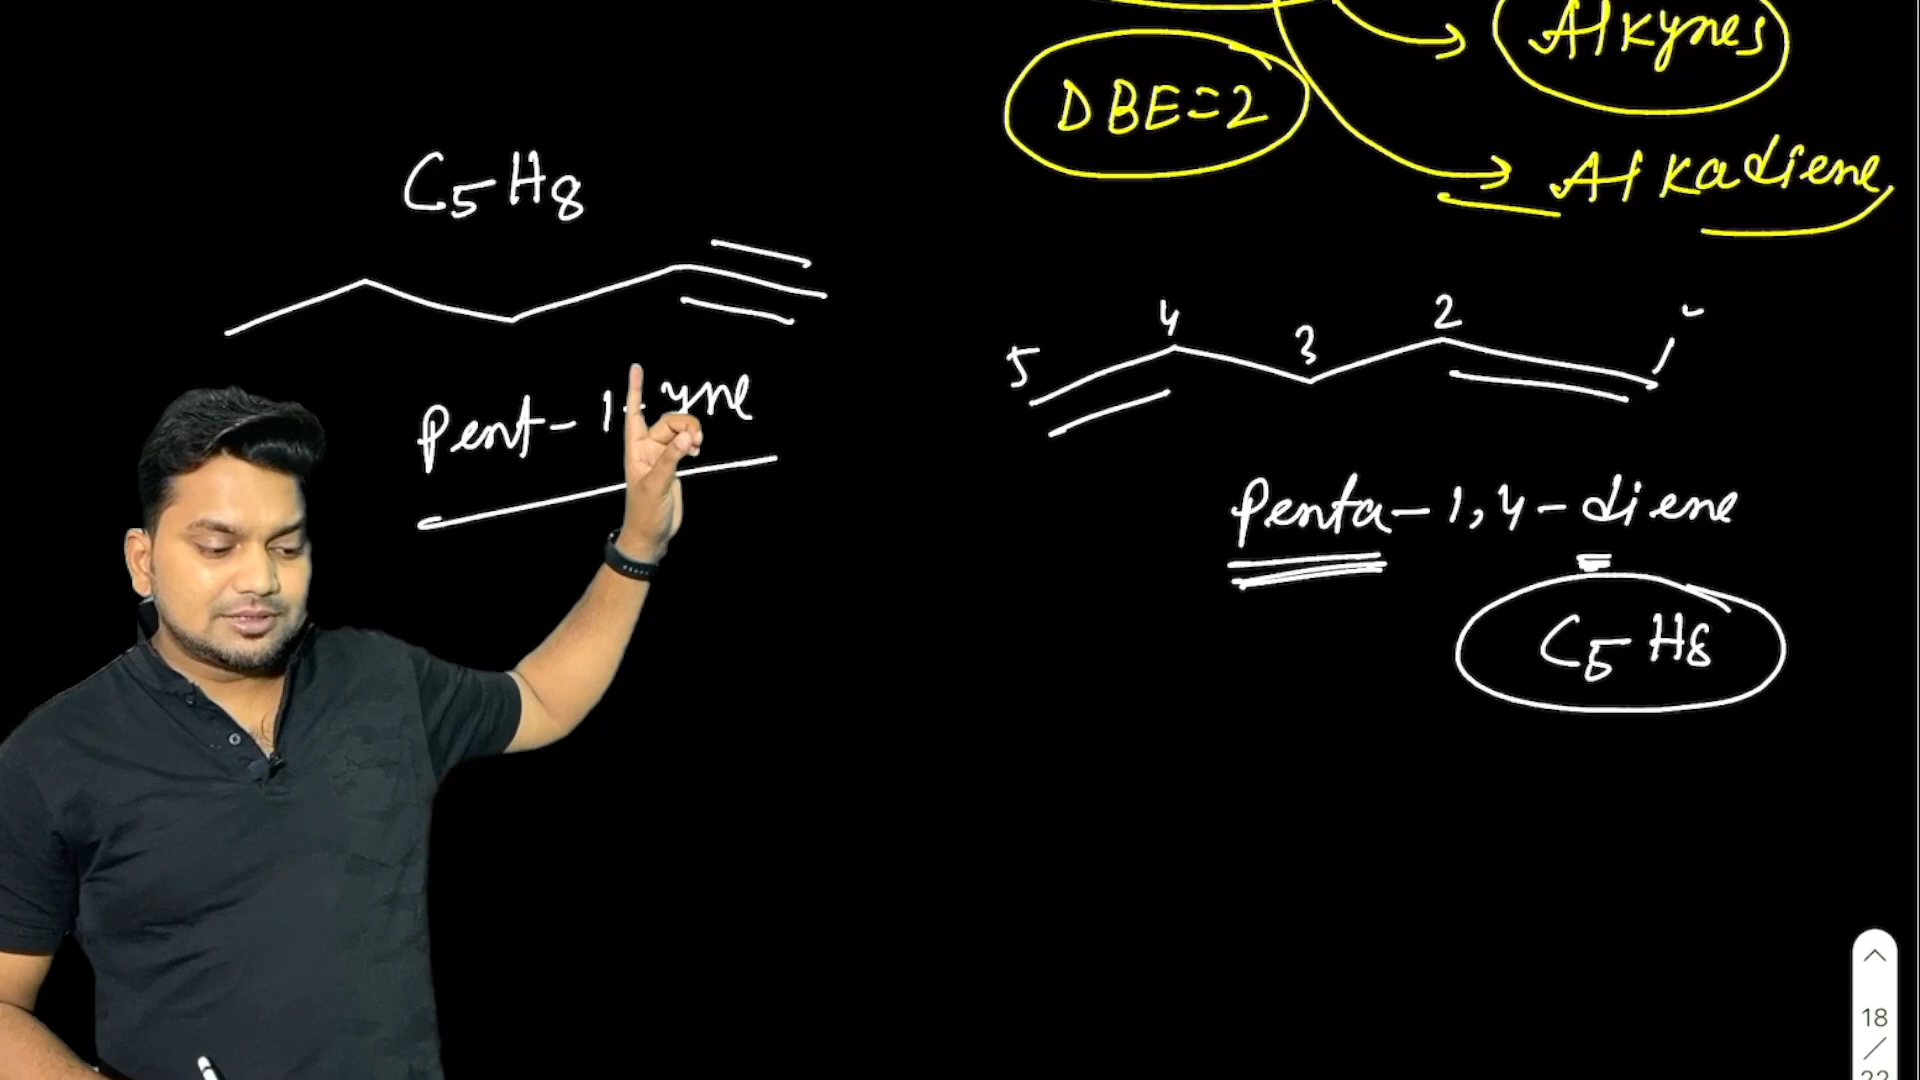 Alkynes
DBE=2
Alkadiene
C5H8
Pent-1-yne
5 4 3 2 1
Penta-1,4-diene
C5H8
18
/
22